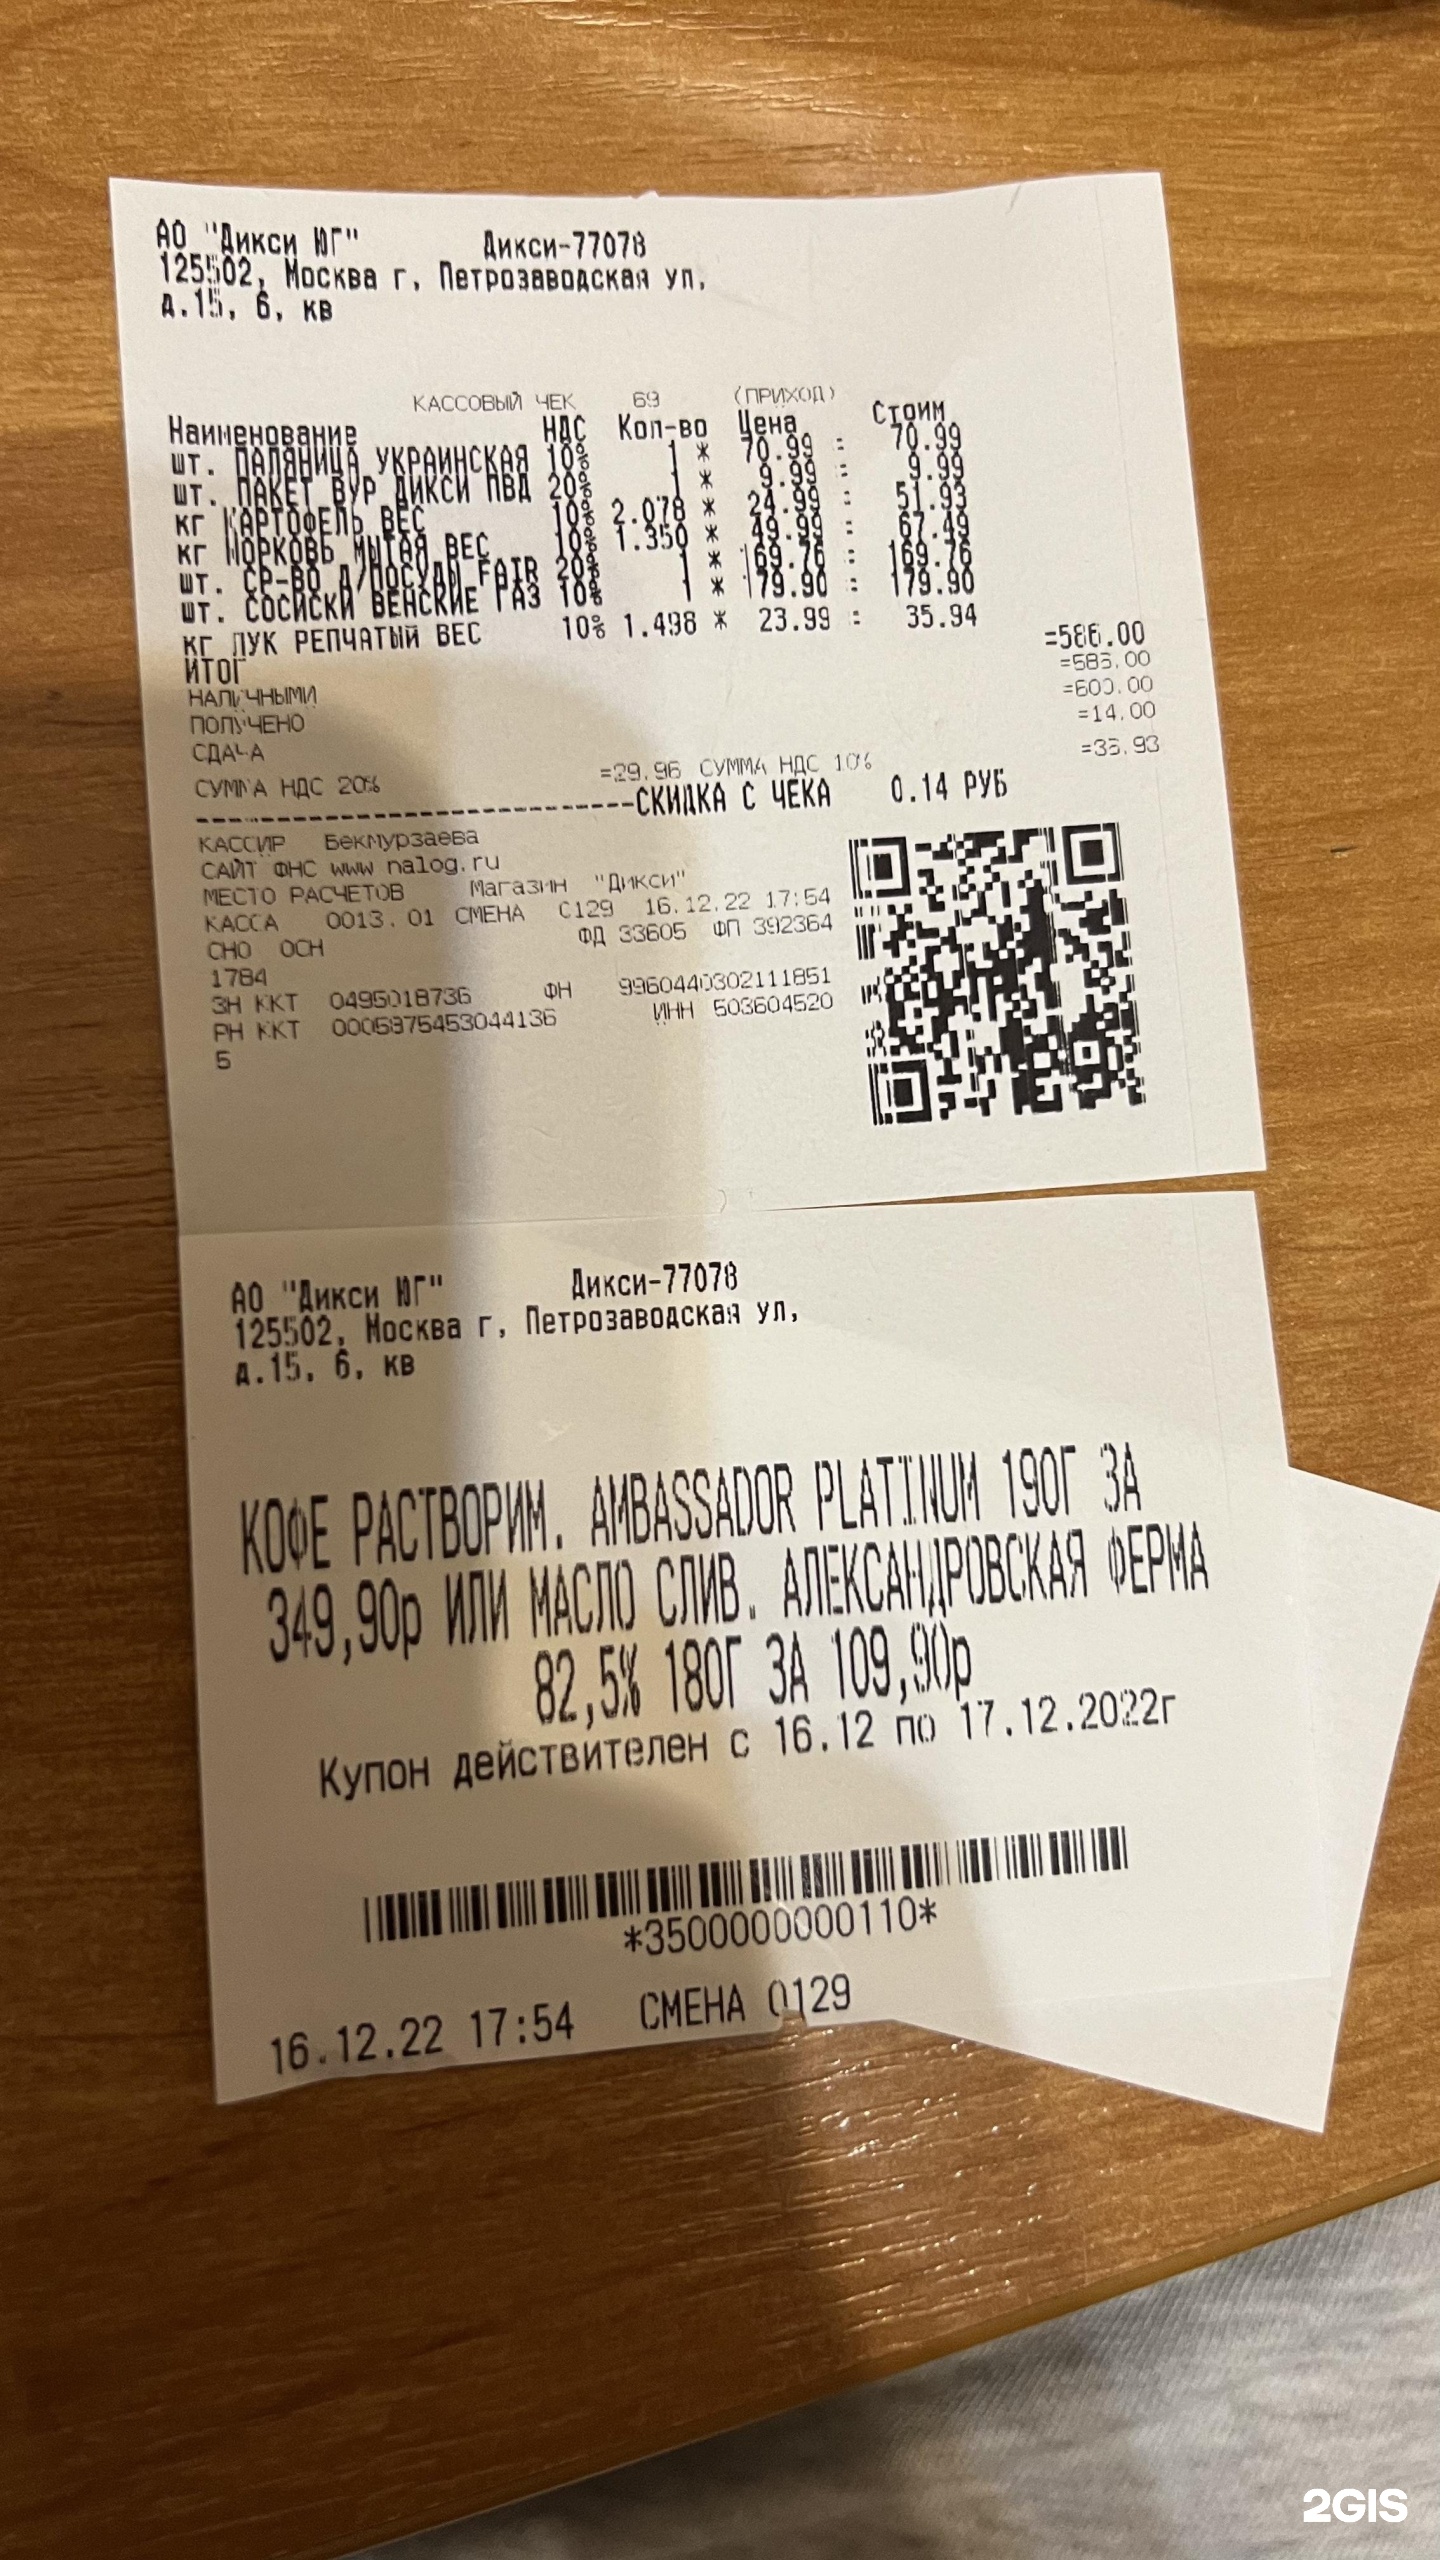 АО "Дикси ЮГ" Дикси-77078
125502, Москва г, Петрозаводская ул,
д.15, 6, кв
КАССОВЫЙ ЧЕК 69 (ПРИХОД)
Наименование НДС Кол-во Цена Стоим
шт. ПАЛЯНИЦА УКРАИНСКАЯ 10% 1 * 70.99 = 70.99
шт. ПАКЕТ ВУР ДИКСИ ПВД 20% 1 * 9.99 = 9.99
кг КАРТОФЕЛЬ ВЕС 10% 2.078 * 24.99 = 51.93
кг МОРКОВЬ МЫТАЯ ВЕС 10% 1.350 * 49.99 = 67.49
шт. СР-ВО Д/ПОСУДЫ FAIR 20% 1 * 169.76 = 169.76
шт. СОСИСКИ ВЕНСКИЕ ГАЗ 10% 1 * 179.90 = 179.90
кг ЛУК РЕПЧАТЫЙ ВЕС 10% 1.498 * 23.99 = 35.94
ИТОГ =586.00
НАЛИЧНЫМИ =586.00
ПОЛУЧЕНО =600.00
СДАЧА =14.00
СУММА НДС 20% =29.96 СУММА НДС 10% =36.93
СКИДКА С ЧЕКА 0.14 РУБ
КАССИР Бекмурзаева
САЙТ ФНС www nalog.ru
МЕСТО РАСЧЕТОВ Магазин "Дикси"
КАССА 0013. 01 СМЕНА С129 16.12.22 17:54
СНО ОСН ФД 33605 ФП 392364
1784
ЗН ККТ 0495018736 ФН 9960440302111851
РН ККТ 0005975453044136 ИНН 503604520
5
АО "Дикси ЮГ" Дикси-77078
125502, Москва г, Петрозаводская ул,
д.15, 6, кв
КОФЕ РАСТВОРИМ. AMBASSADOR PLATINUM 190Г ЗА
349,90р ИЛИ МАСЛО СЛИВ. АЛЕКСАНДРОВСКАЯ ФЕРМА
82,5% 180Г ЗА 109,90р
Купон действителен с 16.12 по 17.12.2022г
*3500000000110*
16.12.22 17:54 СМЕНА 0129
2GIS